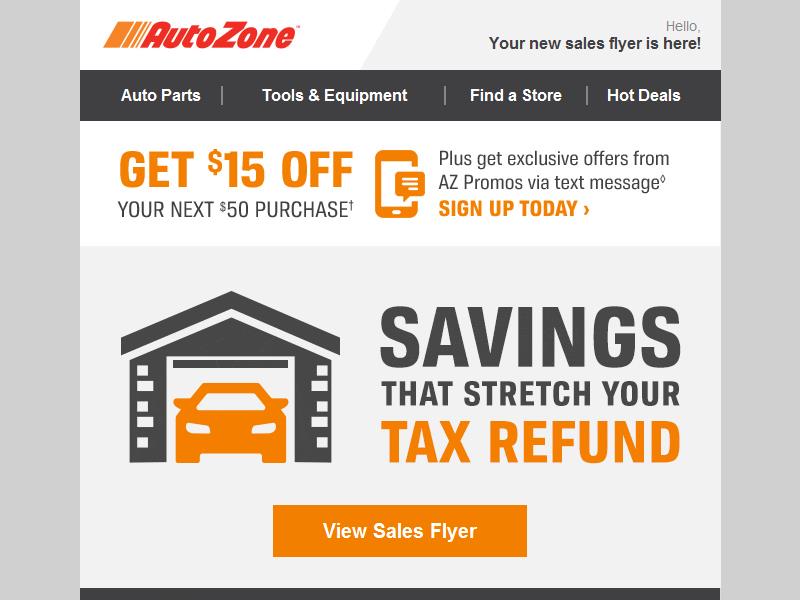 AutoZone
Hello,
Your new sales flyer is here!
Auto Parts | Tools & Equipment | Find a Store | Hot Deals
GET $15 OFF
YOUR NEXT $50 PURCHASE†
Plus get exclusive offers from
AZ Promos via text message◊
SIGN UP TODAY ›
SAVINGS
THAT STRETCH YOUR
TAX REFUND
View Sales Flyer